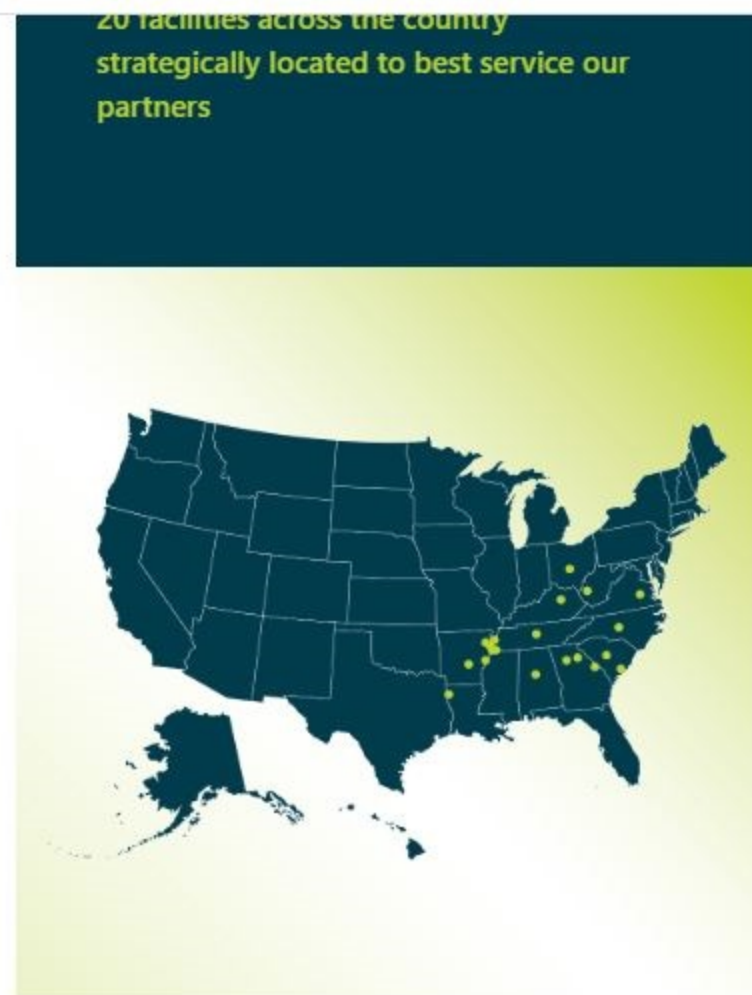 20 facilities across the country
strategically located to best service our
partners